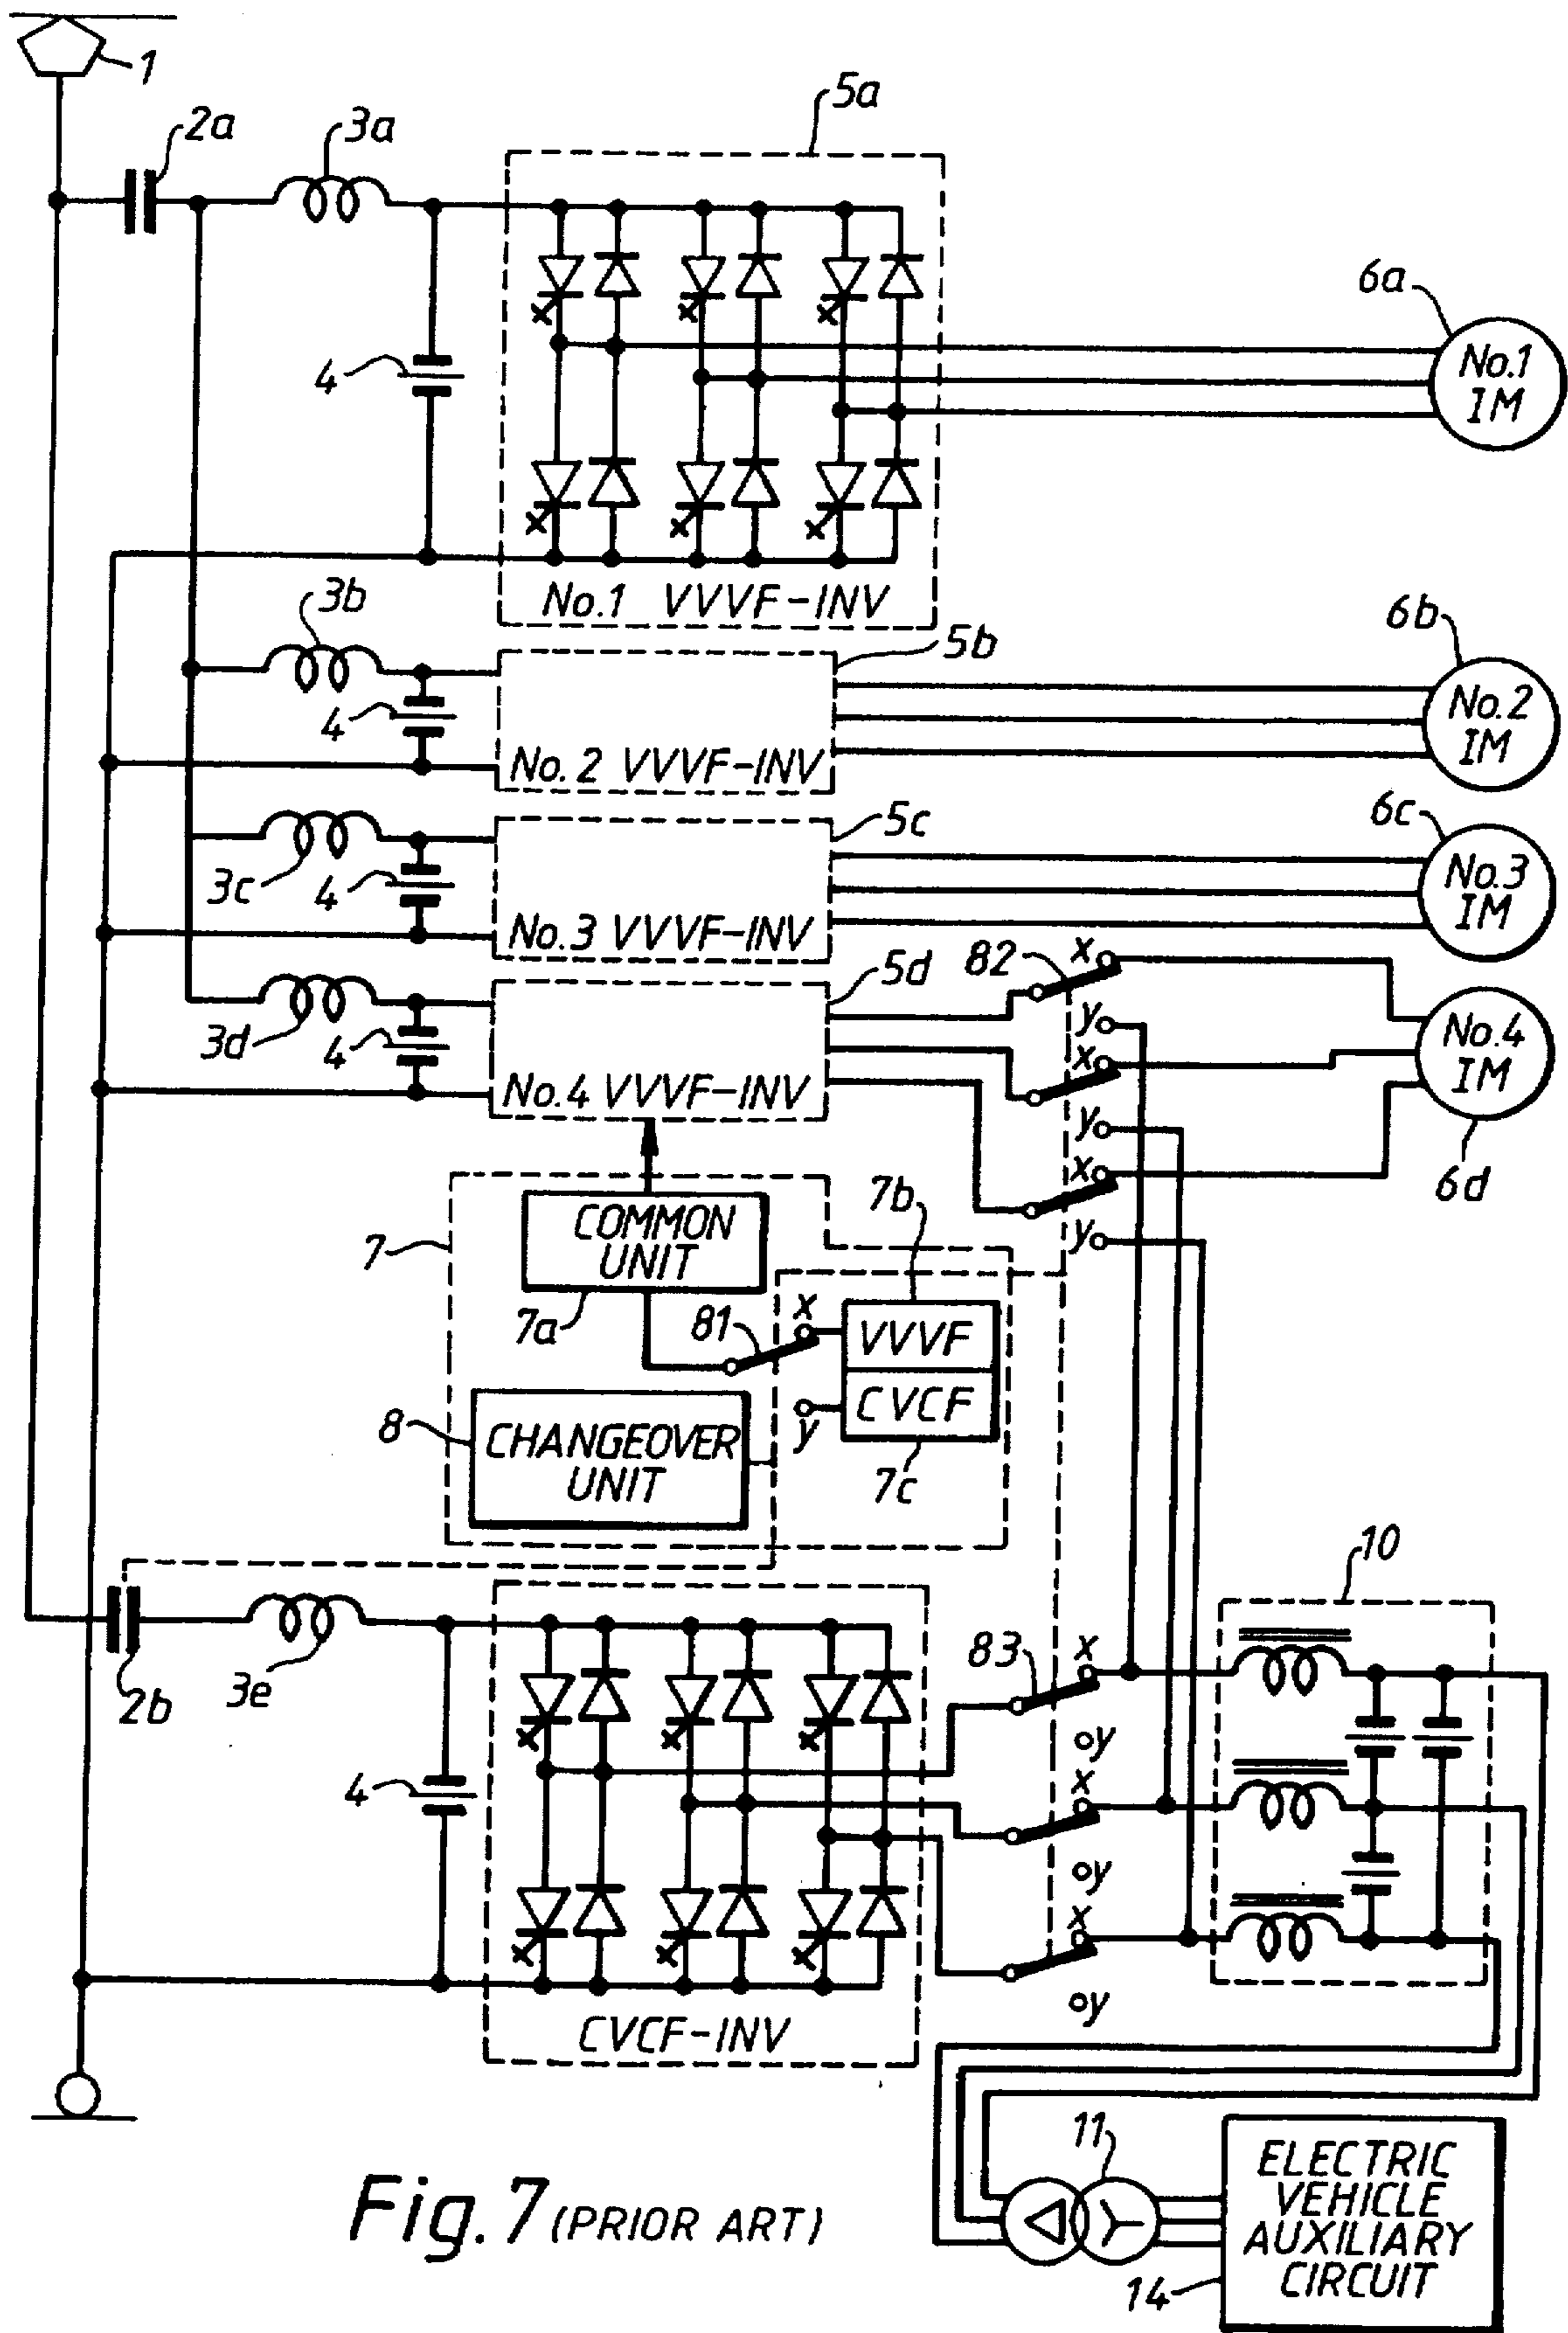 1
2a
3a
5a
4
6a
No.1
IM
No.1 VVVF-INV
3b
5b
6b
4
No.2
IM
No.2 VVVF-INV
3c
5c
6c
4
No.3
IM
No.3 VVVF-INV
3d
5d
82
x
4
y
No.4
IM
x
No.4 VVVF-INV
y
x
6d
y
7
COMMON
UNIT
7a
7b
81
x
VVVF
8
CHANGEOVER
UNIT
y
CVCF
7c
10
2b
3e
83
x
y
4
x
y
x
y
CVCF-INV
11
ELECTRIC
VEHICLE
AUXILIARY
CIRCUIT
14
Fig.7 (PRIOR ART)